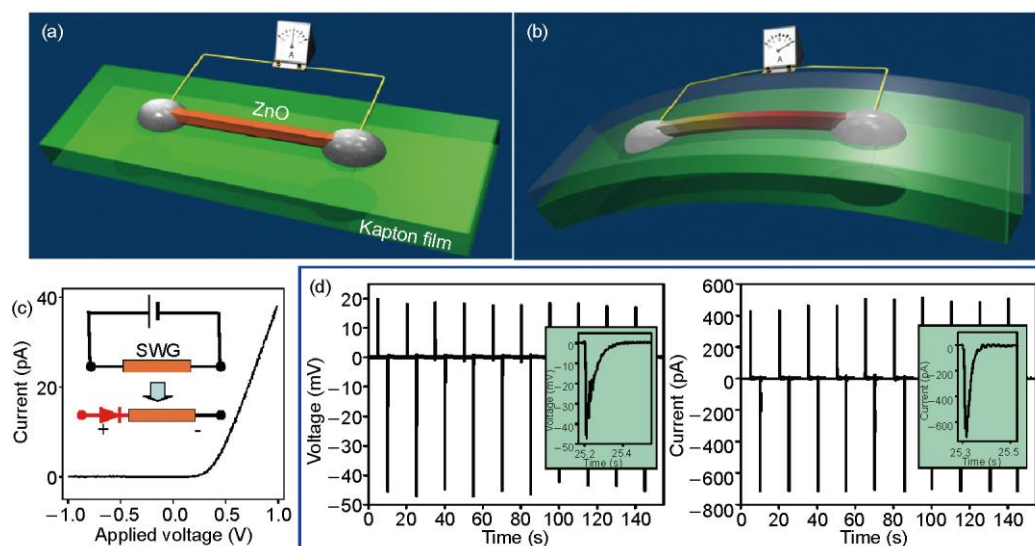 (a)
A
ZnO
Kapton film
(b)
A
(c)
40
20
0
Current (pA)
SWG
+ -
−1.0 −0.5 0.0 0.5 1.0
Applied voltage (V)
(d)
20
10
0
−10
−20
−30
−40
−50
Voltage (mV)
0 20 40 60 80 100 120 140
Time (s)
0
−10
−20
−30
−40
−50
Voltage (mV)
25.2 25.4
Time (s)
600
400
200
0
−200
−400
−600
−800
Current (pA)
0 20 40 60 80 100 120 140
Time (s)
0
−200
−400
−600
Current (pA)
25.3 25.5
Time (s)